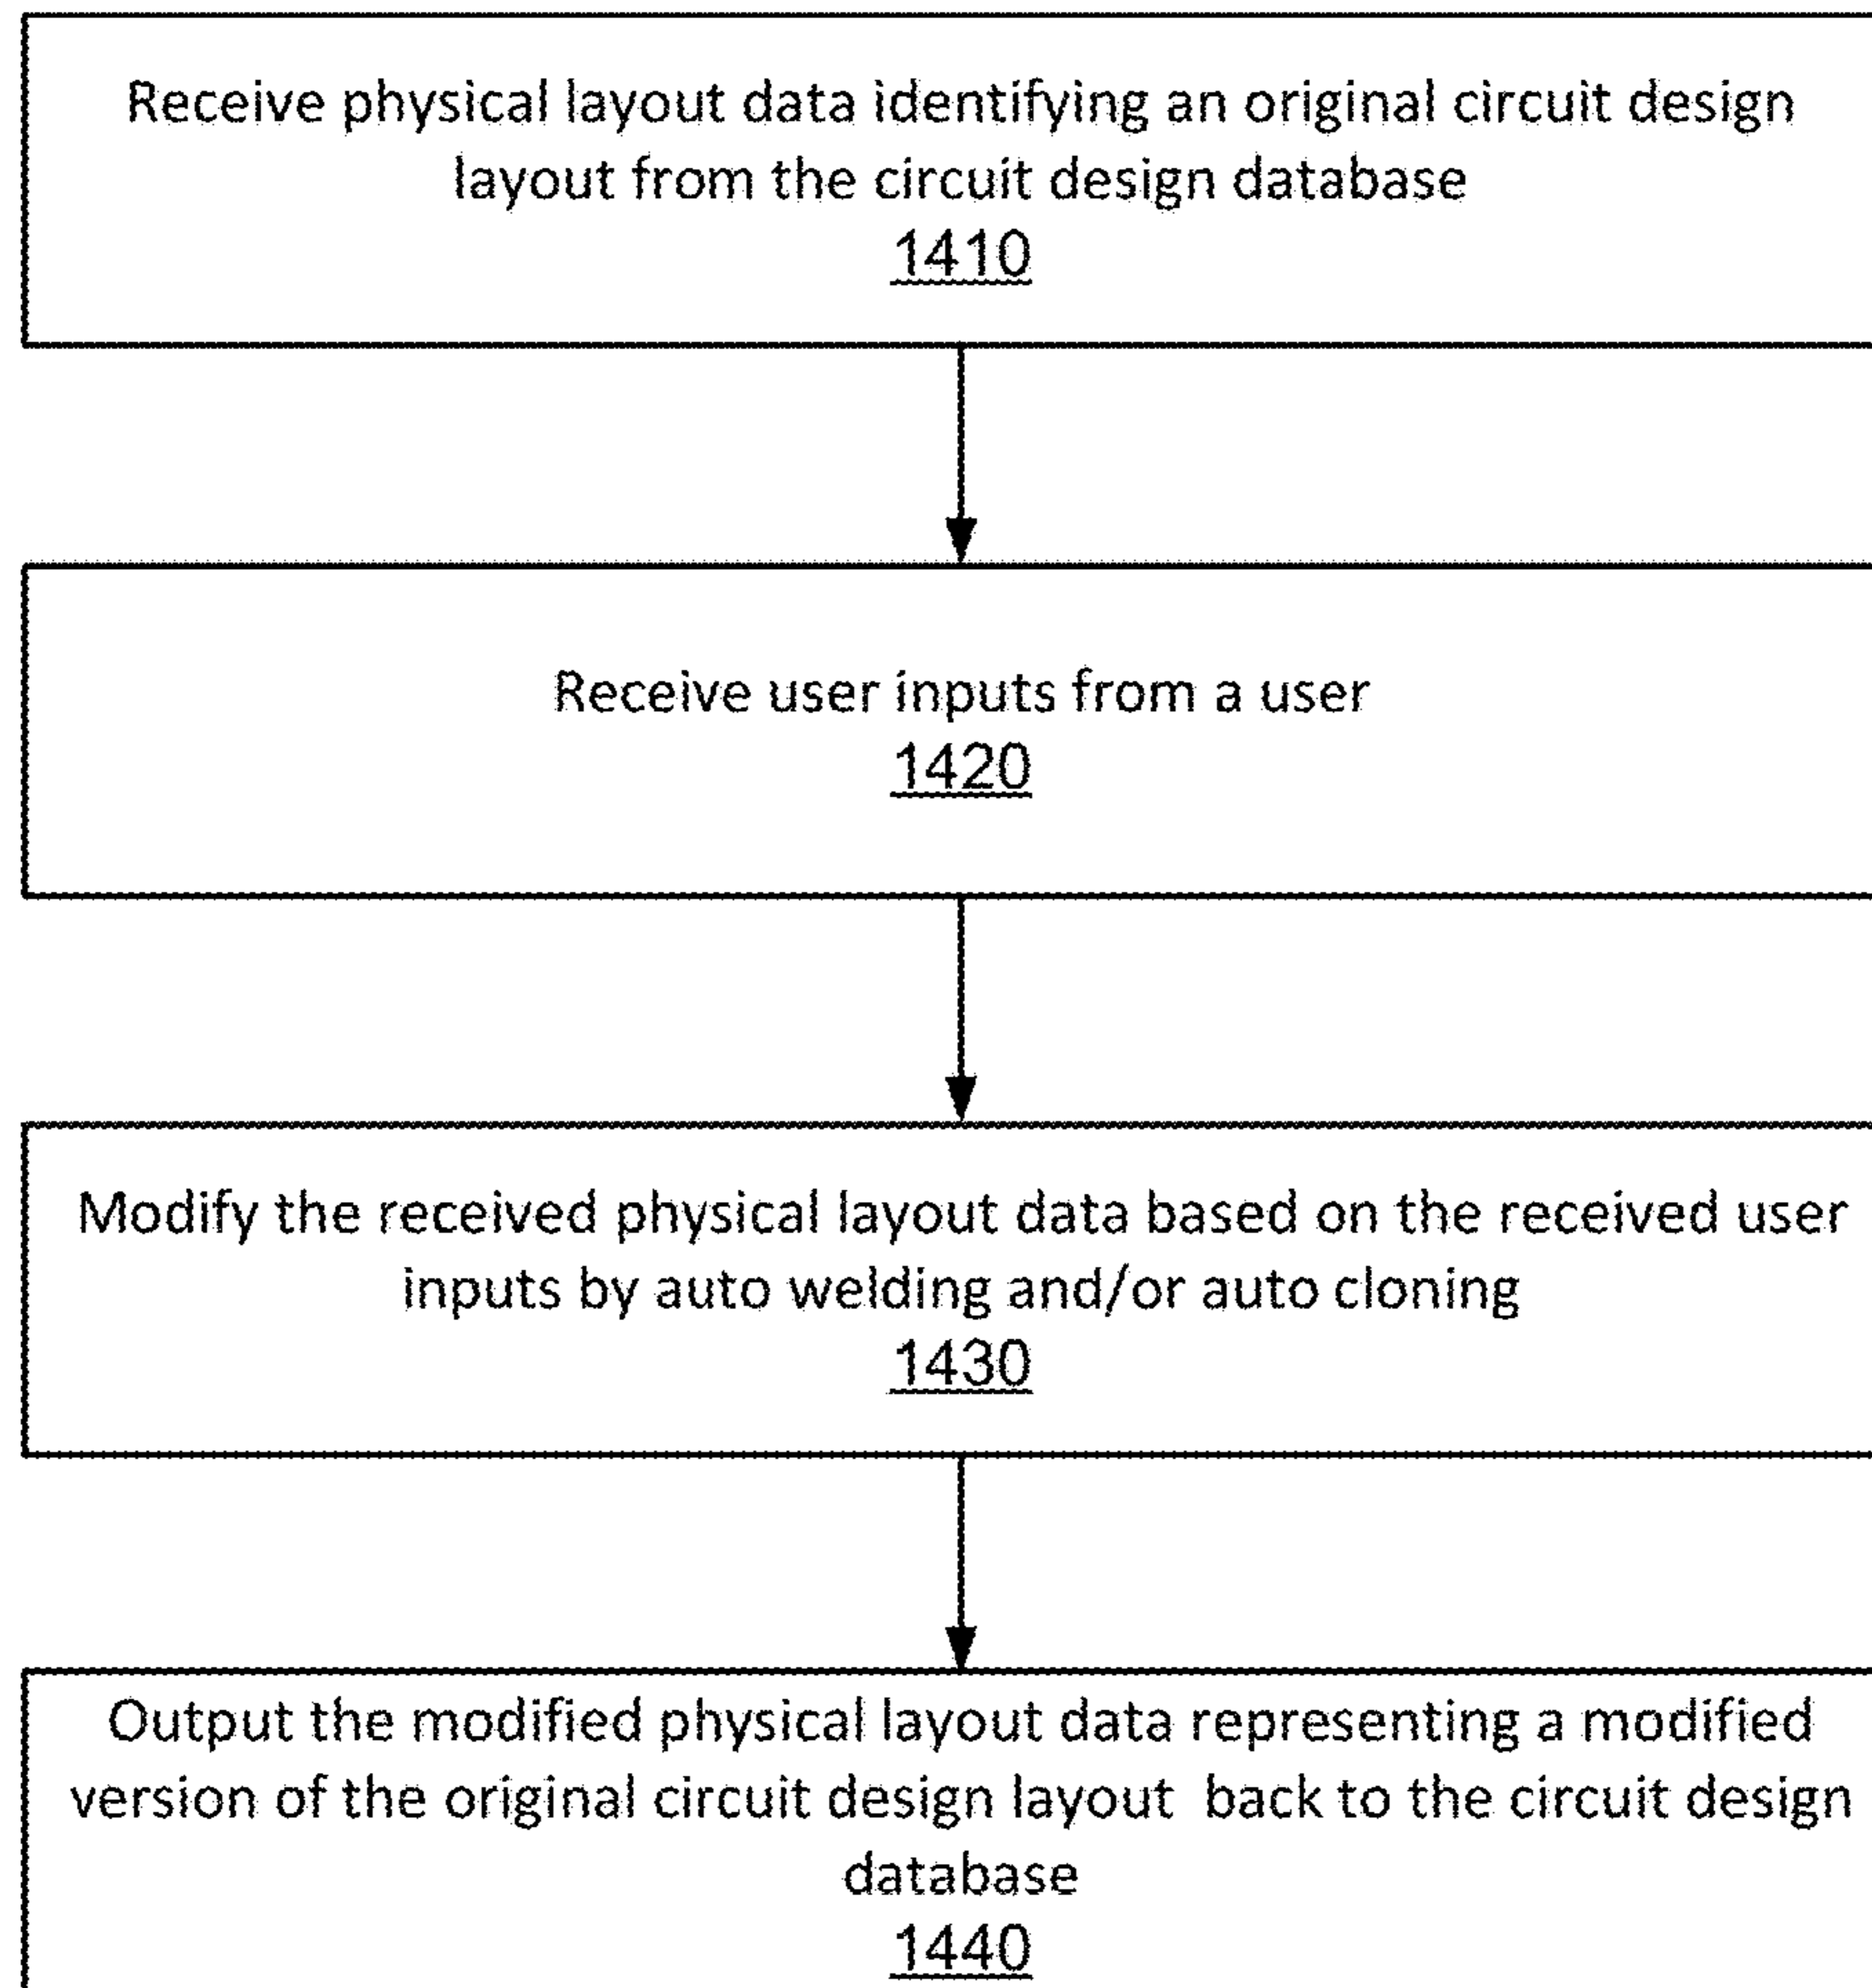 Receive physical layout data identifying an original circuit design
layout from the circuit design database
1410
Receive user inputs from a user
1420
Modify the received physical layout data based on the received user
inputs by auto welding and/or auto cloning
1430
Output the modified physical layout data representing a modified
version of the original circuit design layout back to the circuit design
database
1440